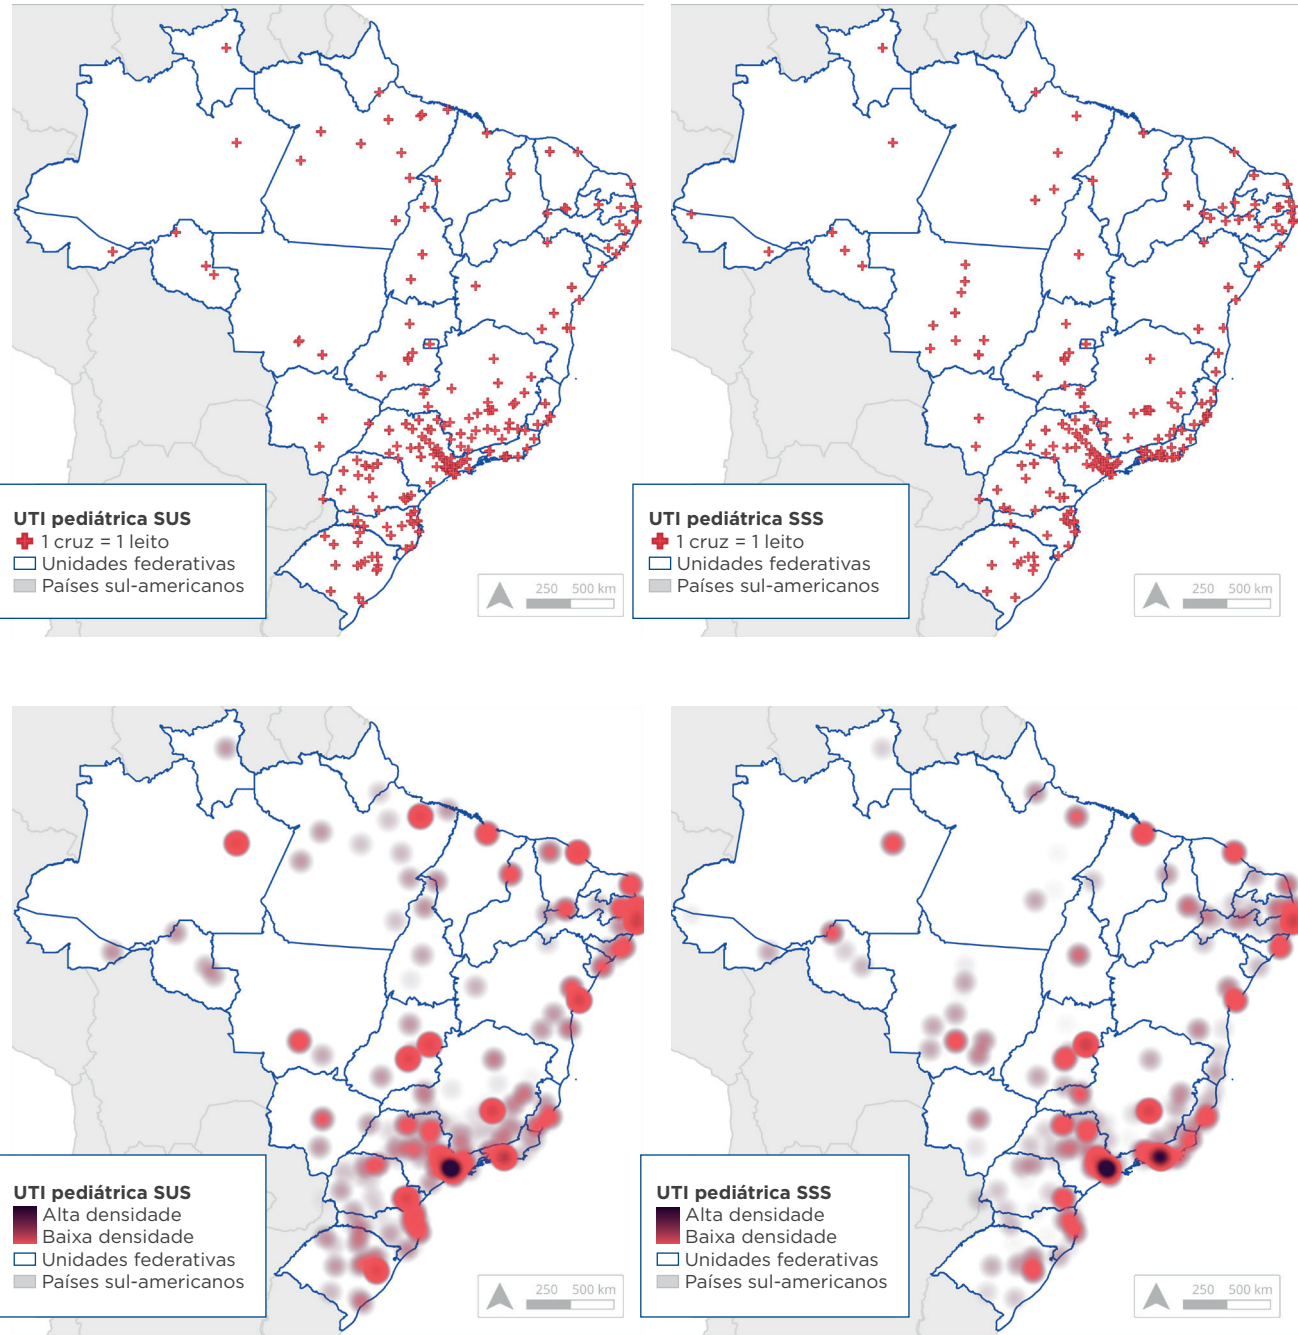 UTI pediátrica SUS
1 cruz = 1 leito
Unidades federativas
Países sul-americanos
250 500 km
UTI pediátrica SSS
1 cruz = 1 leito
Unidades federativas
Países sul-americanos
250 500 km
UTI pediátrica SUS
Alta densidade
Baixa densidade
Unidades federativas
Países sul-americanos
250 500 km
UTI pediátrica SSS
Alta densidade
Baixa densidade
Unidades federativas
Países sul-americanos
250 500 km